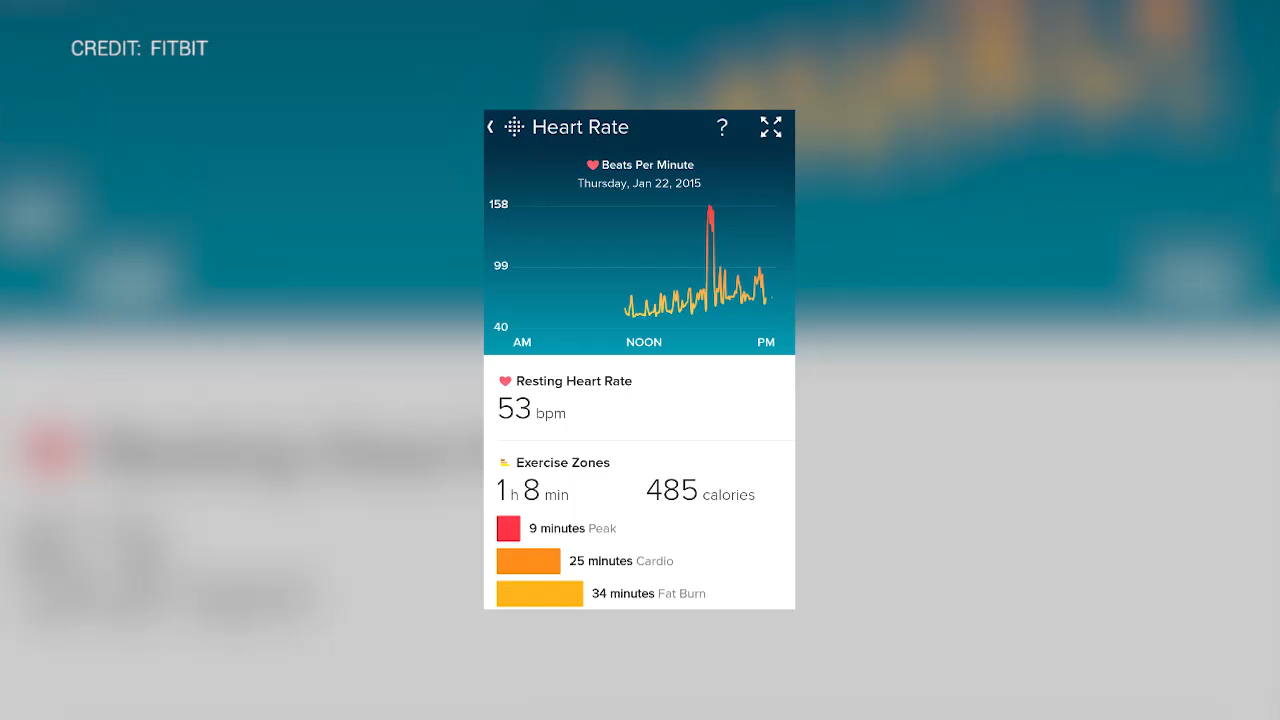 CREDIT: FITBIT
Heart Rate ?
Beats Per Minute
Thursday, Jan 22, 2015
158
99
40
AM NOON PM
Resting Heart Rate
53 bpm
Exercise Zones
1 h 8 min 485 calories
9 minutes Peak
25 minutes Cardio
34 minutes Fat Burn